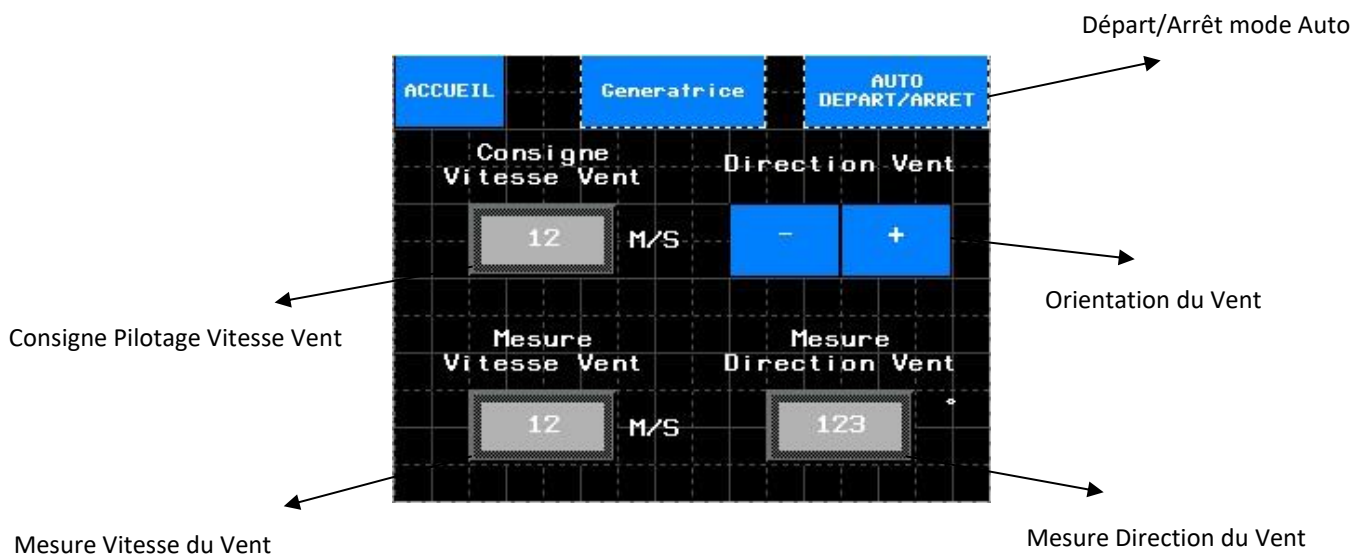 Départ/Arrêt mode Auto
ACCUEIL
Genératrice
AUTO
DEPART/ARRET
Consigne
Vitesse Vent
Direction Vent
12
M/S
-
+
Orientation du Vent
Consigne Pilotage Vitesse Vent
Mesure
Vitesse Vent
Mesure
Direction Vent
12
M/S
123
°
Mesure Vitesse du Vent
Mesure Direction du Vent